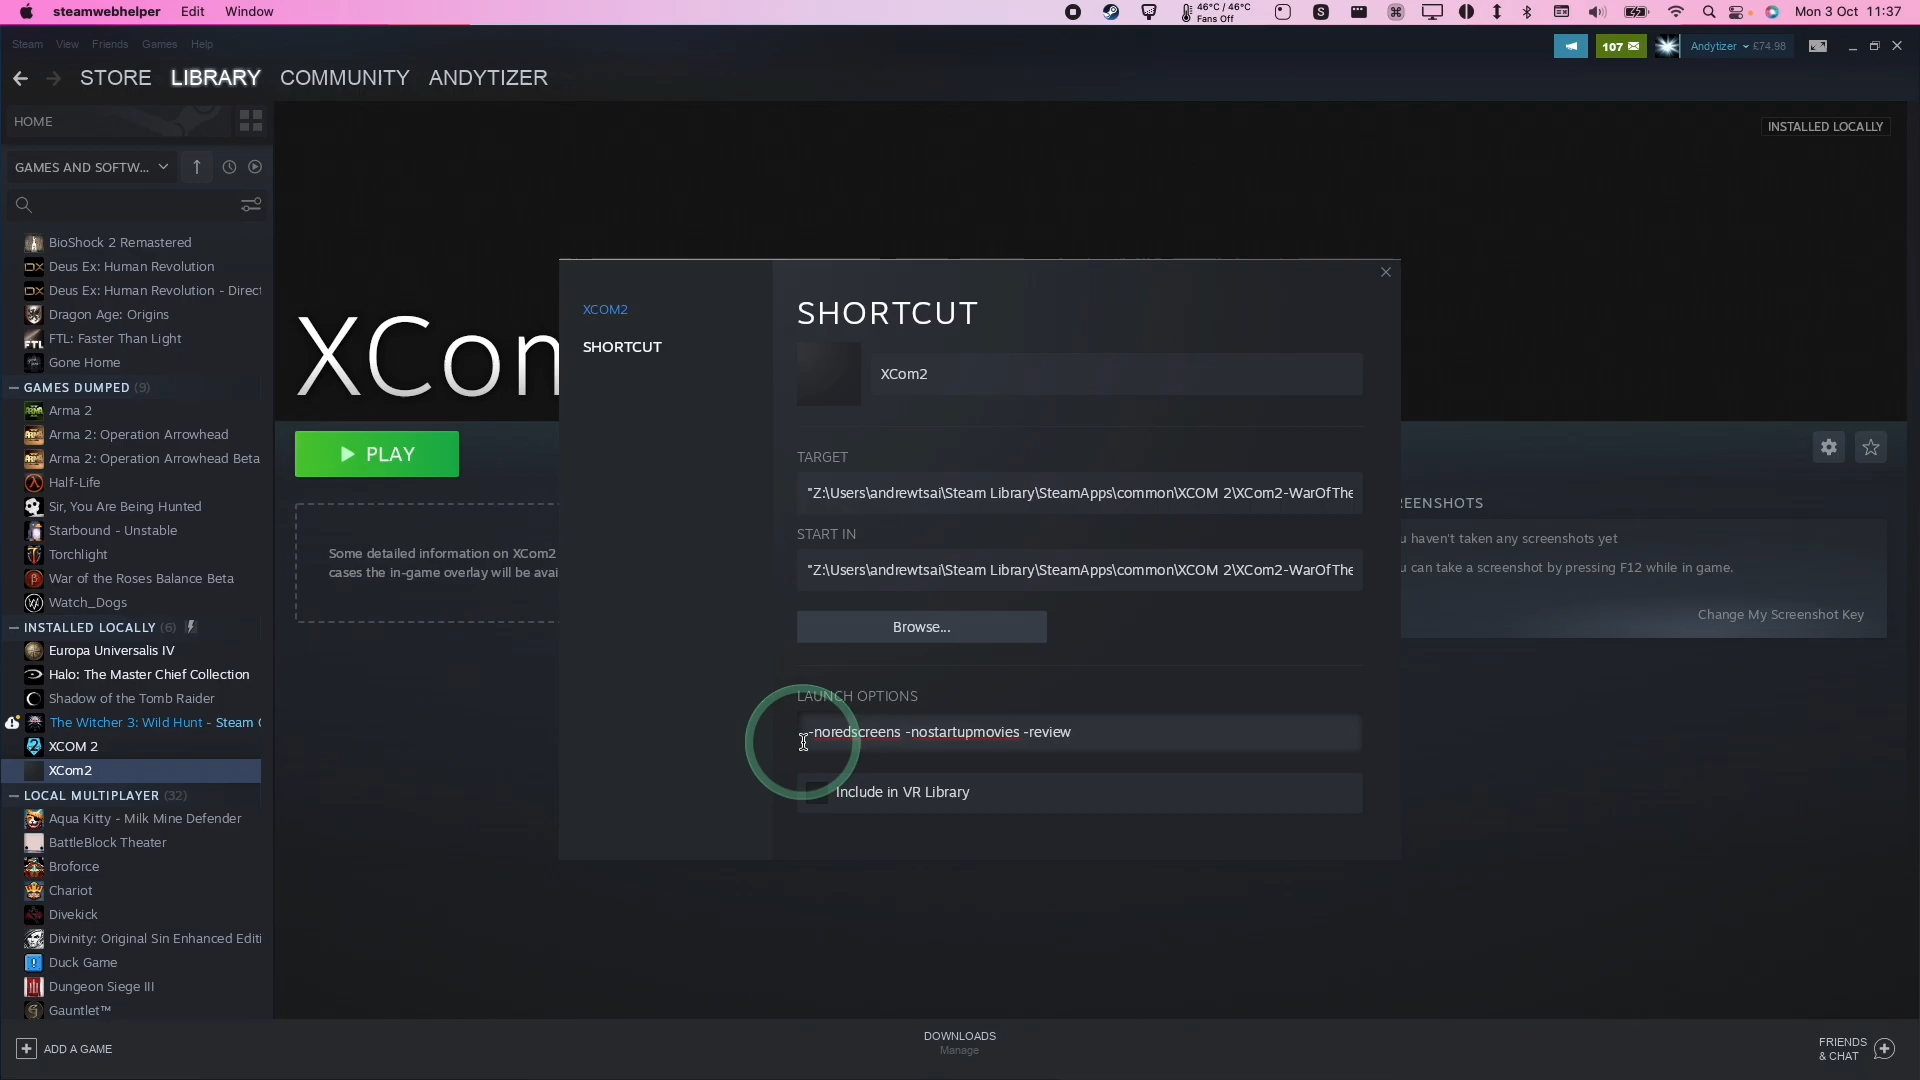 steamwebhelper Edit Window
46°C / 46°C
Fans Off
Mon 3 Oct 11:37
Steam View Friends Games Help
107
Andytizer £74.98
STORE LIBRARY COMMUNITY ANDYTIZER
HOME
INSTALLED LOCALLY
GAMES AND SOFTW...
BioShock 2 Remastered
Deus Ex: Human Revolution
Deus Ex: Human Revolution - Direct
Dragon Age: Origins
FTL: Faster Than Light
Gone Home
GAMES DUMPED (9)
Arma 2
Arma 2: Operation Arrowhead
Arma 2: Operation Arrowhead Beta
Half-Life
Sir, You Are Being Hunted
Starbound - Unstable
Torchlight
War of the Roses Balance Beta
Watch_Dogs
INSTALLED LOCALLY (6)
Europa Universalis IV
Halo: The Master Chief Collection
Shadow of the Tomb Raider
The Witcher 3: Wild Hunt - Steam
XCOM 2
XCom2
LOCAL MULTIPLAYER (32)
Aqua Kitty - Milk Mine Defender
BattleBlock Theater
Broforce
Chariot
Divekick
Divinity: Original Sin Enhanced Editi
Duck Game
Dungeon Siege III
Gauntlet™
ADD A GAME
XCom
PLAY
Some detailed information on XCom2
cases the in-game overlay will be avai
XCOM2
SHORTCUT
SHORTCUT
XCom2
TARGET
"Z:\Users\andrewtsai\Steam Library\SteamApps\common\XCOM 2\XCom2-WarOfThe
START IN
"Z:\Users\andrewtsai\Steam Library\SteamApps\common\XCOM 2\XCom2-WarOfThe
Browse...
LAUNCH OPTIONS
-noredscreens -nostartupmovies -review
Include in VR Library
REENSHOTS
u haven't taken any screenshots yet
u can take a screenshot by pressing F12 while in game.
Change My Screenshot Key
DOWNLOADS
Manage
FRIENDS
& CHAT